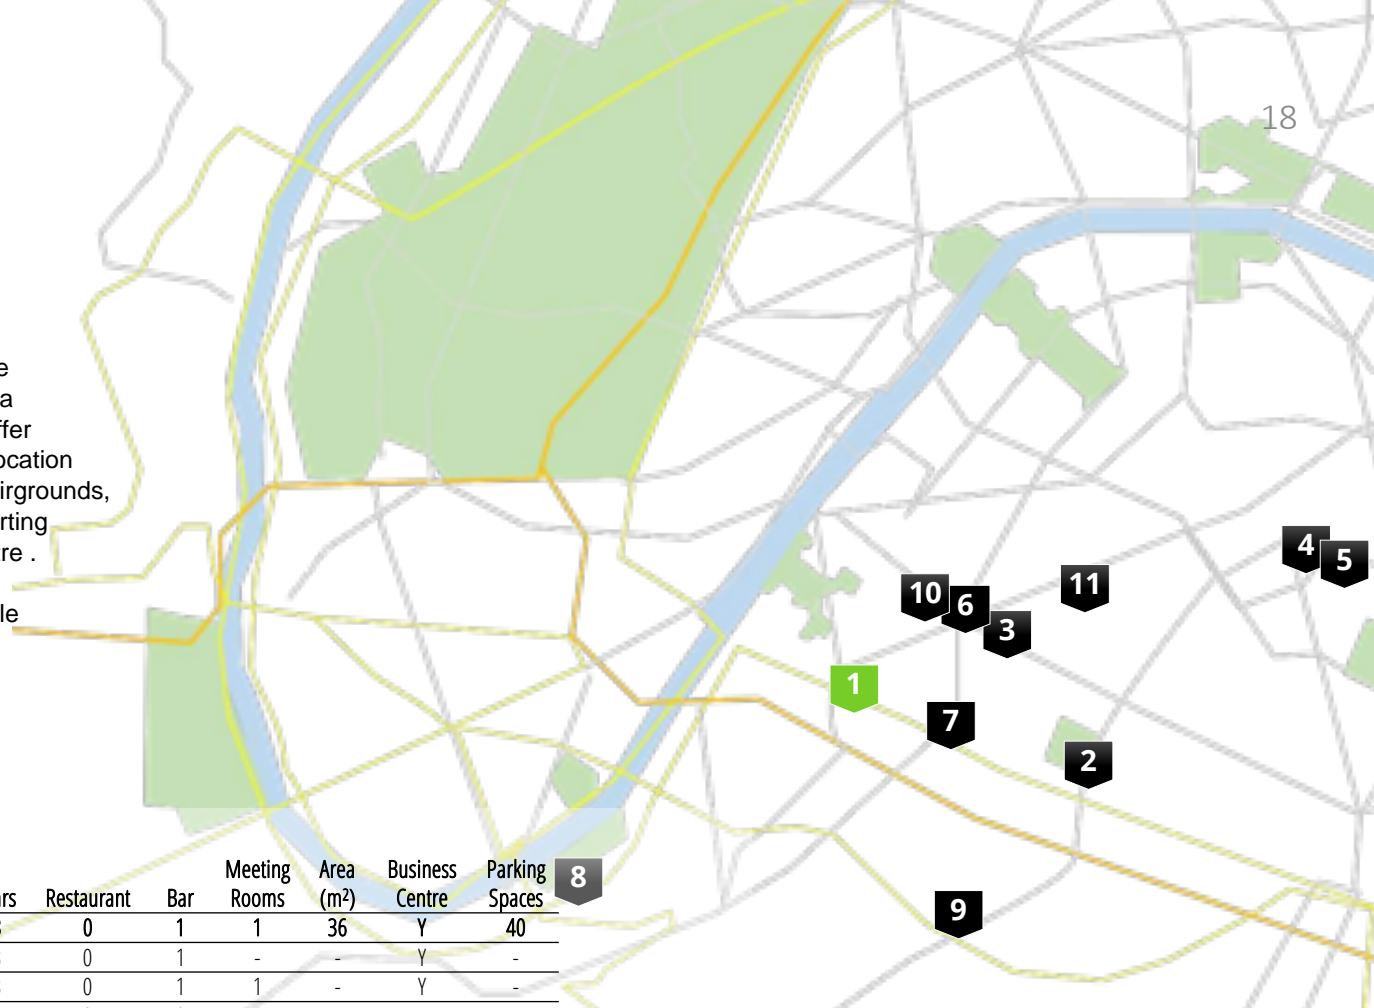 18
a
ffer
ocation
irgrounds,
rting
re .
le
4
5
10
6
11
3
1
7
2
8
9
Meeting Area Business Parking
Restaurant Bar Rooms (m²) Centre Spaces
0 1 1 36 Y 40
0 1 - - Y -
0 1 1 - Y -